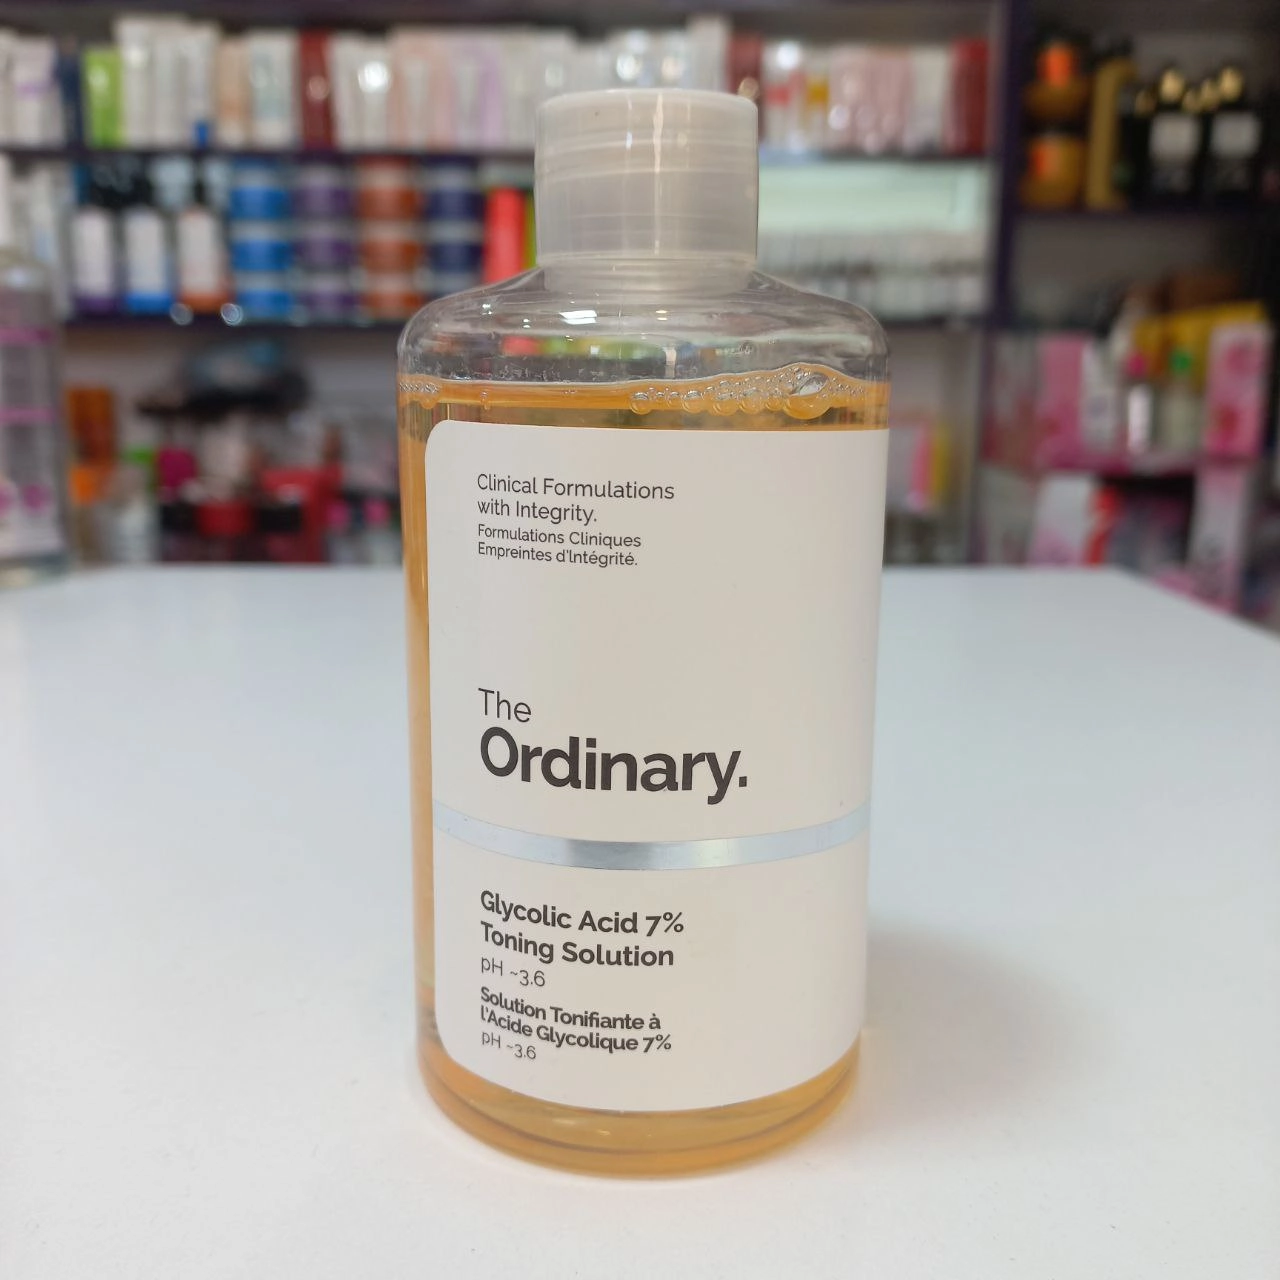 Clinical Formulations
with Integrity.
Formulations Cliniques
Empreintes d'Intégrité.
The
Ordinary.
Glycolic Acid 7%
Toning Solution
pH ~3.6
Solution Tonifiante à
l'Acide Glycolique 7%
pH ~3.6